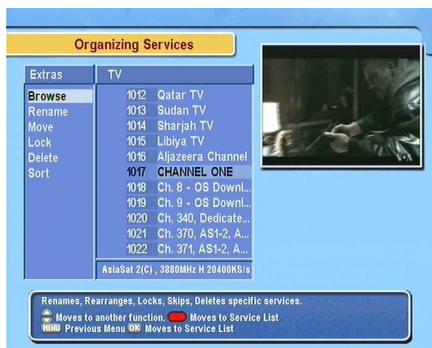 Organizing Services
Extras
TV
Browse
Rename
Move
Lock
Delete
Sort
1012 Qatar TV
1013 Sudan TV
1014 Sharjah TV
1015 Libiya TV
1016 Aljazeera Channel
1017 CHANNEL ONE
1018 Ch. 8 - OS Downl...
1019 Ch. 9 - OS Downl...
1020 Ch. 340, Dedicate...
1021 Ch. 370, AS1-2, A...
1022 Ch. 371, AS1-2, A...
AsiaSat 2(C) , 3880MHz H 20400KS/s
Renames, Rearranges, Locks, Skips, Deletes specific services.
Moves to another function. Moves to Service List
MENU Previous Menu OK Moves to Service List